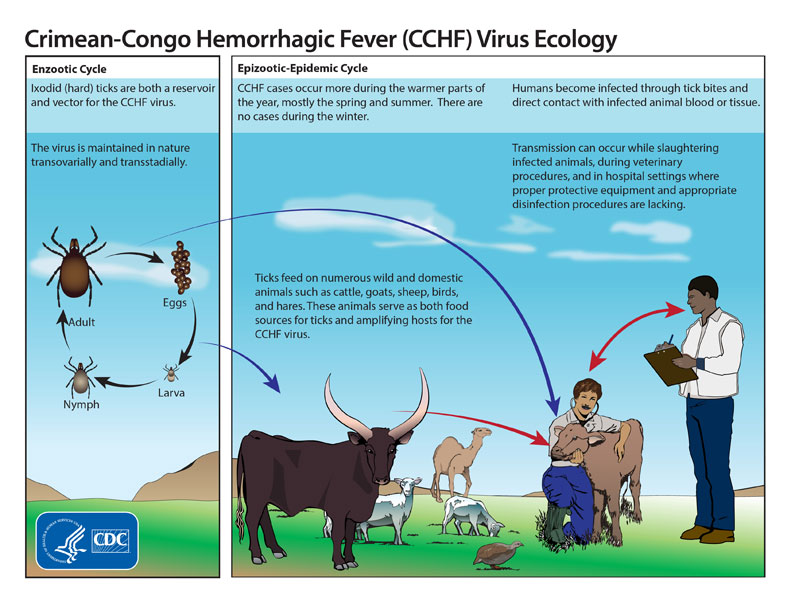 Crimean-Congo Hemorrhagic Fever (CCHF) Virus Ecology
Enzootic Cycle
Ixodid (hard) ticks are both a reservoir
and vector for the CCHF virus.
The virus is maintained in nature
transovarially and transstadially.
Adult
Eggs
Larva
Nymph
Epizootic-Epidemic Cycle
CCHF cases occur more during the warmer parts of
the year, mostly the spring and summer. There are
no cases during the winter.
Humans become infected through tick bites and
direct contact with infected animal blood or tissue.
Transmission can occur while slaughtering
infected animals, during veterinary
procedures, and in hospital settings where
proper protective equipment and appropriate
disinfection procedures are lacking.
Ticks feed on numerous wild and domestic
animals such as cattle, goats, sheep, birds,
and hares. These animals serve as both food
sources for ticks and amplifying hosts for the
CCHF virus.
CDC